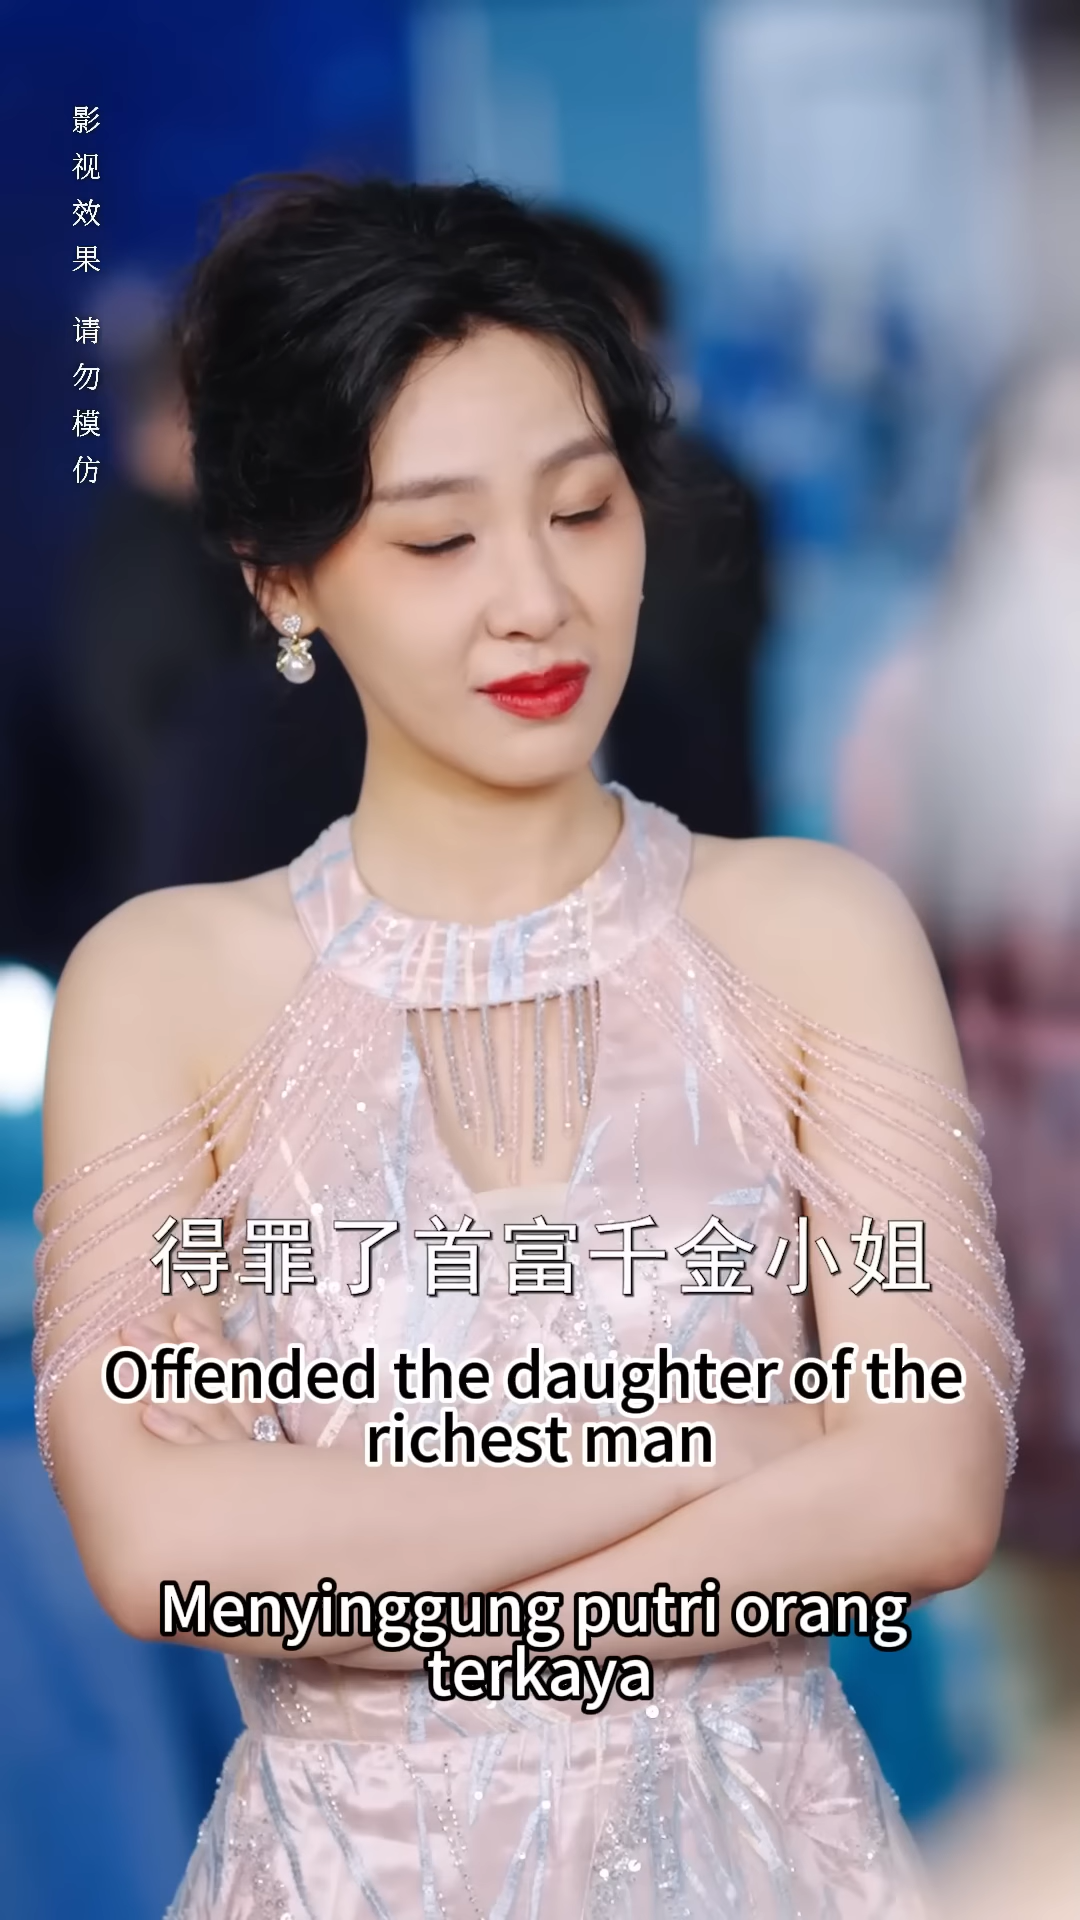 影视效果 请勿模仿
得罪了首富千金小姐
Offended the daughter of the
richest man
Menyinggung putri orang
terkaya